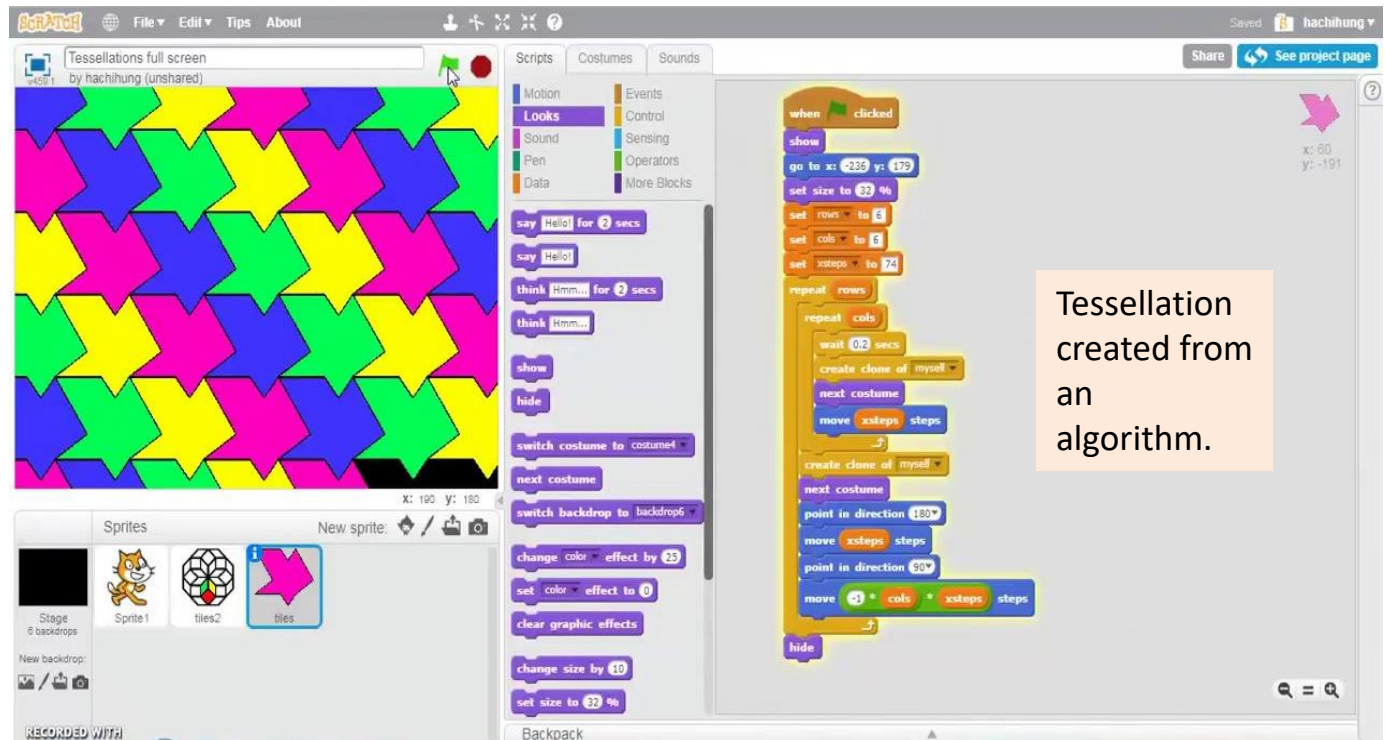 SCRATCH File Edit Tips About Saved hachihung
Tessellations full screen
v459.1 by hachihung (unshared)
Scripts Costumes Sounds
Share See project page
Motion Events
Looks Control
Sound Sensing
Pen Operators
Data More Blocks
say Hello! for 2 secs
say Hello!
think Hmm... for 2 secs
think Hmm...
show
hide
switch costume to costume4
next costume
switch backdrop to backdrop6
change color effect by 25
set color effect to 0
clear graphic effects
change size by 10
set size to 32 %
when clicked
show
go to x: -236 y: 179
set size to 32 %
set rows to 6
set cols to 6
set xsteps to 74
repeat rows
repeat cols
wait 0.2 secs
create clone of myself
next costume
move xsteps steps
create clone of myself
next costume
point in direction 180
move xsteps steps
point in direction 90
move -1 * cols * xsteps steps
hide
x: 60
y: -191
Tessellation
created from
an
algorithm.
x: 190 y: 180
Sprites New sprite:
Stage
6 backdrops
Sprite1 tiles2 tiles
New backdrop:
RECORDED WITH
Backpack